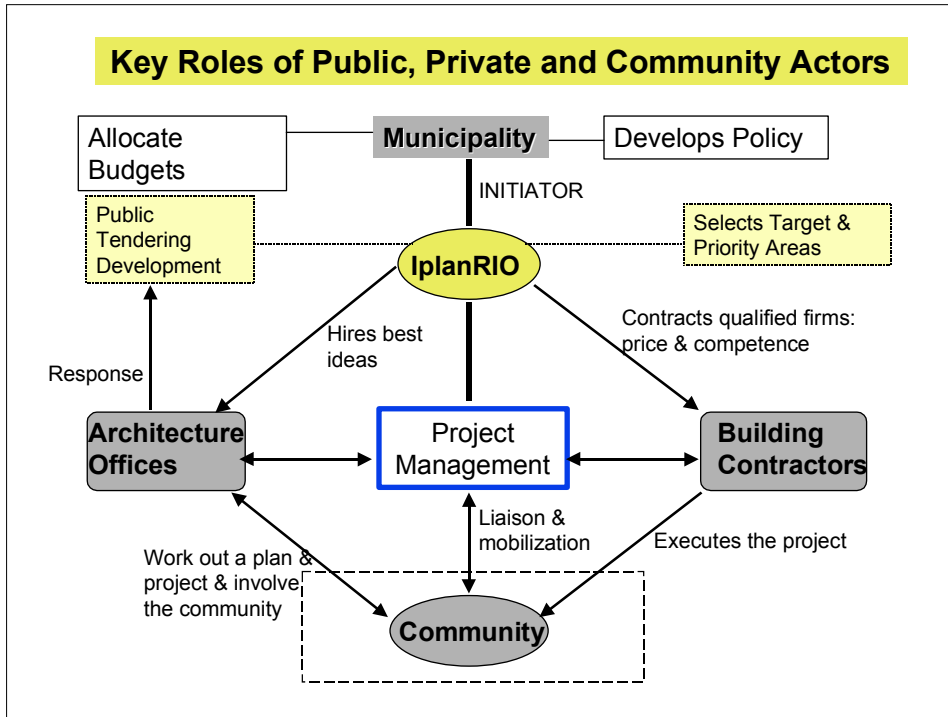 Key Roles of Public, Private and Community Actors
Allocate
Budgets
Municipality
Develops Policy
INITIATOR
Public
Tendering
Development
Selects Target &
Priority Areas
IplanRIO
Hires best
ideas
Contracts qualified firms:
price & competence
Response
Architecture
Offices
Project
Management
Building
Contractors
Liaison &
mobilization
Executes the project
Work out a plan &
project & involve
the community
Community